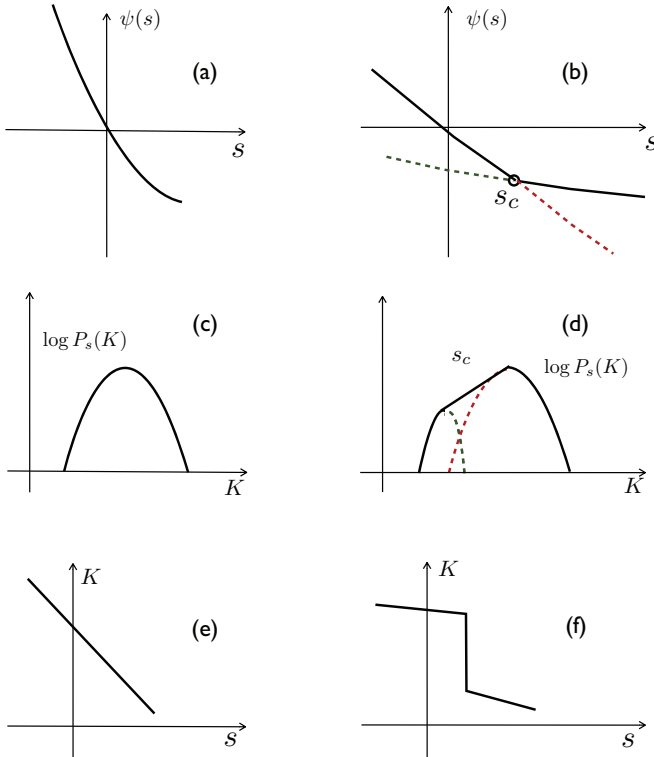 ψ(s)
(a)
s
ψ(s)
(b)
s
s_c
(c)
log P_s(K)
K
(d)
s_c
log P_s(K)
K
K
(e)
s
K
(f)
s